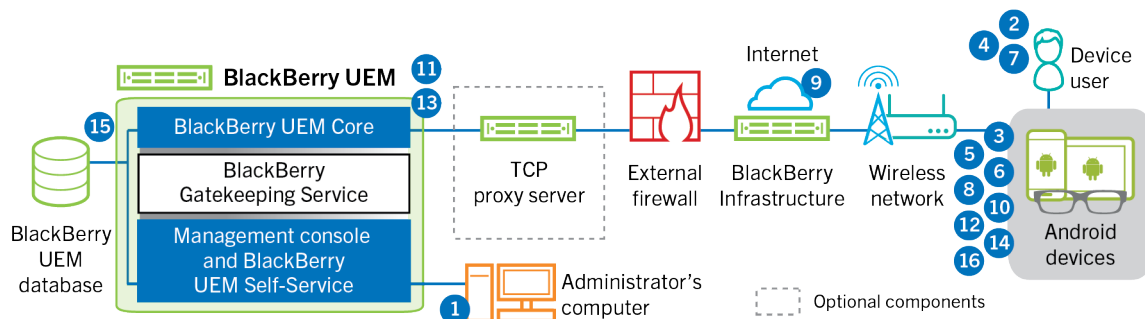 BlackBerry UEM
11
13
15
BlackBerry UEM Core
BlackBerry
Gatekeeping Service
Management console
and BlackBerry
UEM Self-Service
BlackBerry
UEM
database
TCP
proxy server
External
firewall
Internet
9
BlackBerry
Infrastructure
Wireless
network
2
4
7
Device
user
3
5
6
8
10
12
14
16
Android
devices
1
Administrator's
computer
Optional components